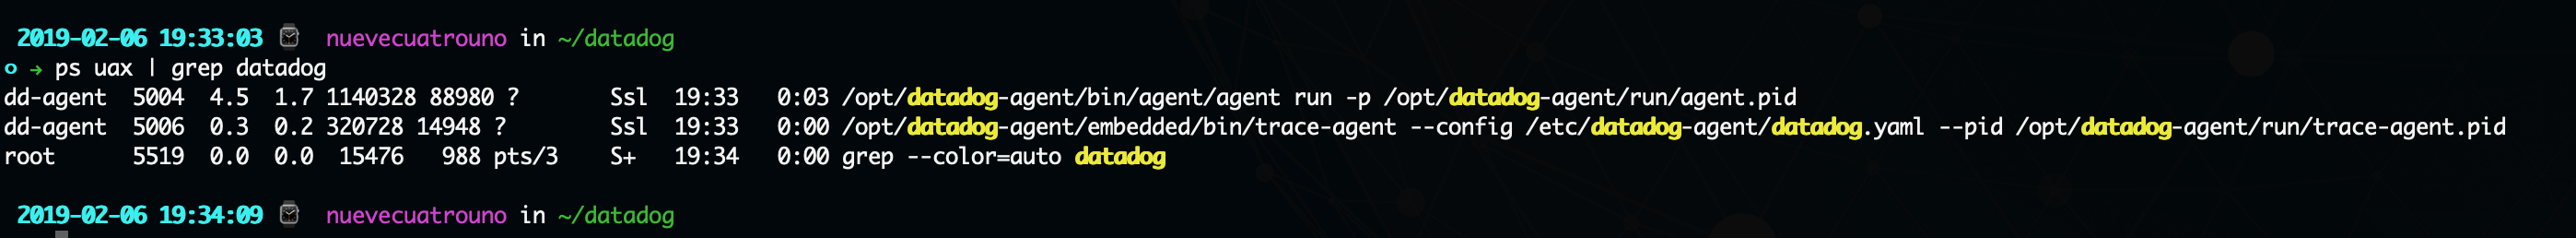 2019-02-06 19:33:03 ⌚ nuevecuatrouno in ~/datadog
○ → ps uax | grep datadog
dd-agent  5004  4.5  1.7 1140328 88980 ?       Ssl  19:33   0:03 /opt/datadog-agent/bin/agent/agent run -p /opt/datadog-agent/run/agent.pid
dd-agent  5006  0.3  0.2 320728 14948 ?        Ssl  19:33   0:00 /opt/datadog-agent/embedded/bin/trace-agent --config /etc/datadog-agent/datadog.yaml --pid /opt/datadog-agent/run/trace-agent.pid
root      5519  0.0  0.0  15476   988 pts/3    S+   19:34   0:00 grep --color=auto datadog
2019-02-06 19:34:09 ⌚ nuevecuatrouno in ~/datadog